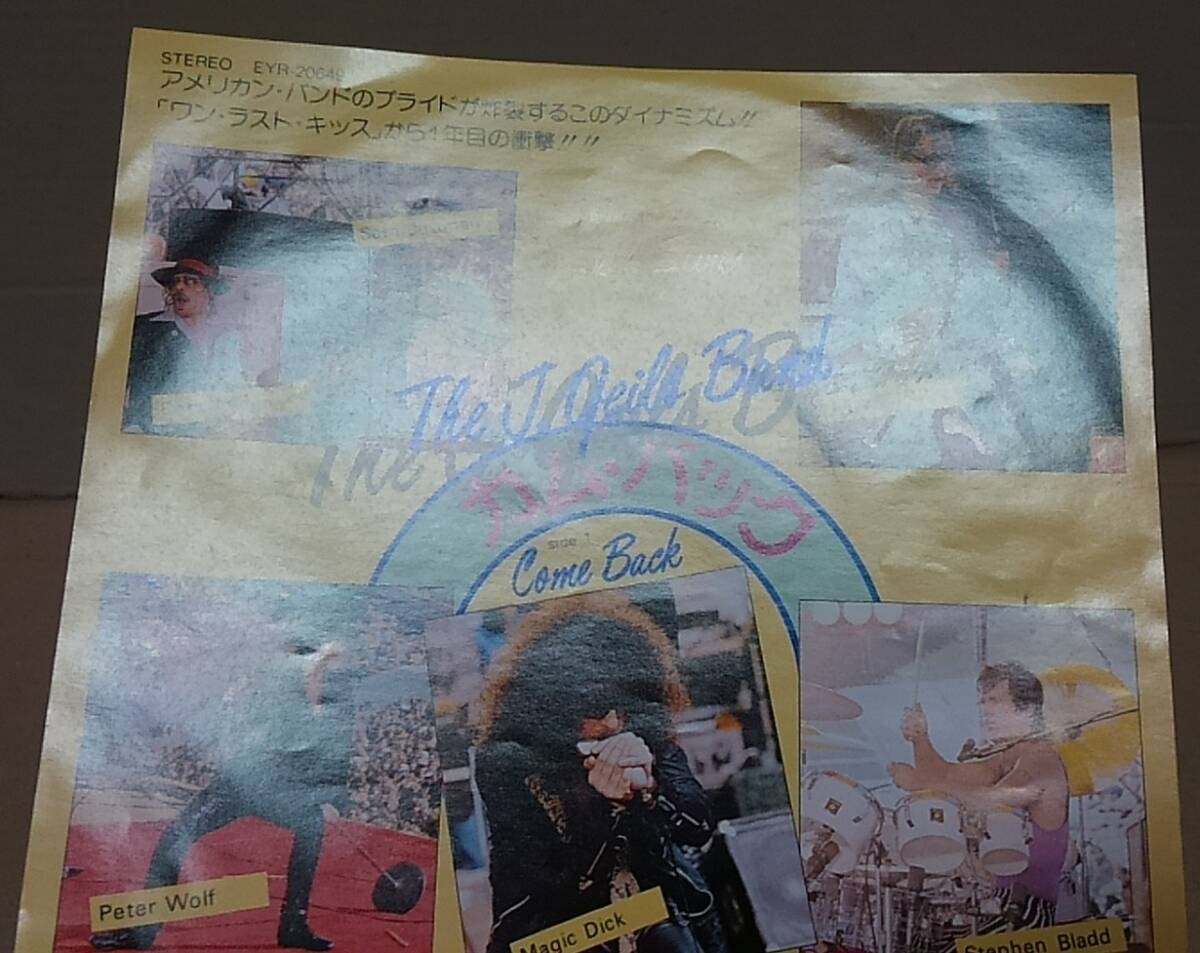 STEREO EYR-20649
アメリカン・バンドのプライドが炸裂するこのダイナミズム!!
「ワン・ラスト・キッス」から1年目の衝撃!!!!
The J. Geils Band
カム・バック
side 1
Come Back
Peter Wolf
Magic Dick
Stephen Bladd